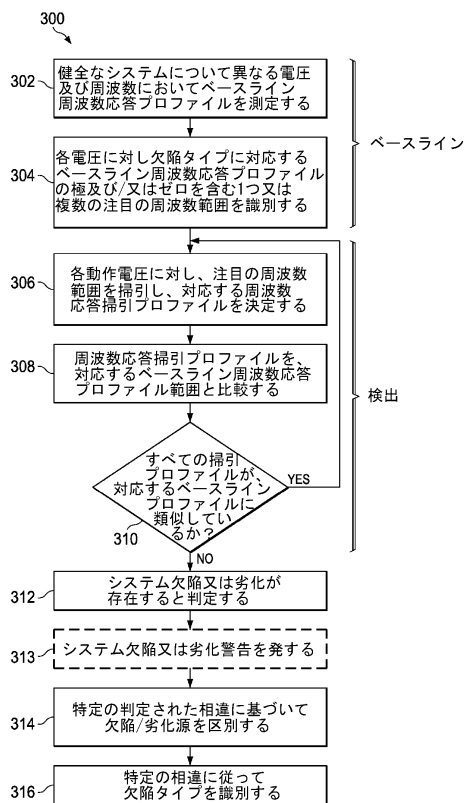 300
302
健全なシステムについて異なる電圧
及び周波数においてベースライン
周波数応答プロファイルを測定する
304
各電圧に対し欠陥タイプに対応する
ベースライン周波数応答プロファイル
の極及び/又はゼロを含む1つ又は
複数の注目の周波数範囲を識別する
ベースライン
306
各動作電圧に対し、注目の周波数
範囲を掃引し、対応する周波数
応答掃引プロファイルを決定する
308
周波数応答掃引プロファイルを、
対応するベースライン周波数応答
プロファイル範囲と比較する
検出
すべての掃引
プロファイルが、
対応するベースライン
プロファイルに
類似してい
るか?
310
YES
NO
312
システム欠陥又は劣化が
存在すると判定する
313
システム欠陥又は劣化警告を発する
314
特定の判定された相違に基づいて
欠陥/劣化源を区別する
316
特定の相違に従って
欠陥タイプを識別する